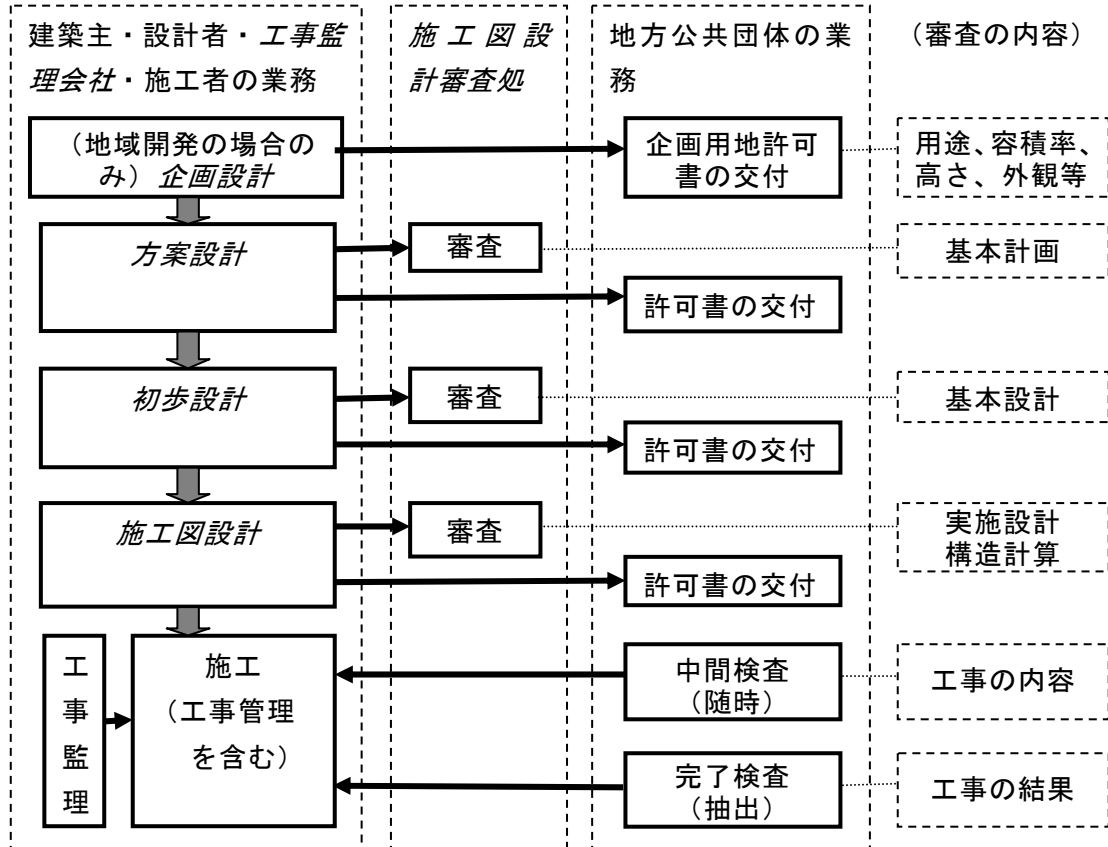 建築主・設計者・工事監
理会社・施工者の業務
施工図設
計審査処
地方公共団体の業
務
（審査の内容）
（地域開発の場合の
み）企画設計
企画用地許可
書の交付
用途、容積率、
高さ、外観等
方案設計
審査
基本計画
許可書の交付
初歩設計
審査
基本設計
許可書の交付
施工図設計
審査
実施設計
構造計算
許可書の交付
工
事
監
理
施工
（工事管理
を含む）
中間検査
（随時）
工事の内容
完了検査
（抽出）
工事の結果